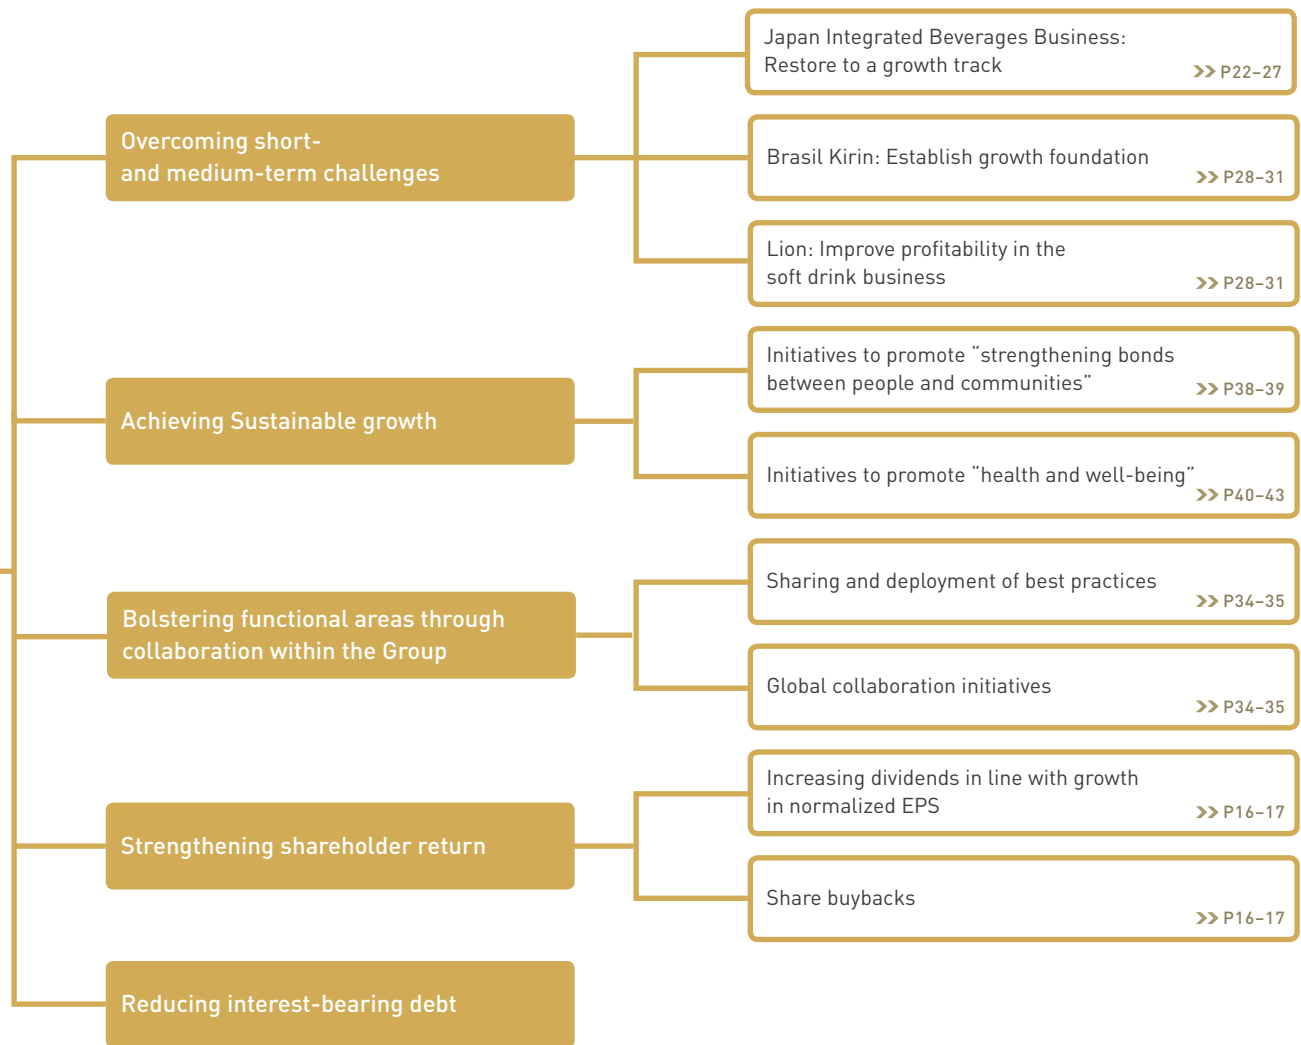 Overcoming short-
and medium-term challenges
Japan Integrated Beverages Business:
Restore to a growth track
>> P22–27
Brasil Kirin: Establish growth foundation
>> P28–31
Lion: Improve profitability in the
soft drink business
>> P28–31
Achieving Sustainable growth
Initiatives to promote “strengthening bonds
between people and communities”
>> P38–39
Initiatives to promote “health and well-being”
>> P40–43
Bolstering functional areas through
collaboration within the Group
Sharing and deployment of best practices
>> P34–35
Global collaboration initiatives
>> P34–35
Strengthening shareholder return
Increasing dividends in line with growth
in normalized EPS
>> P16–17
Share buybacks
>> P16–17
Reducing interest-bearing debt